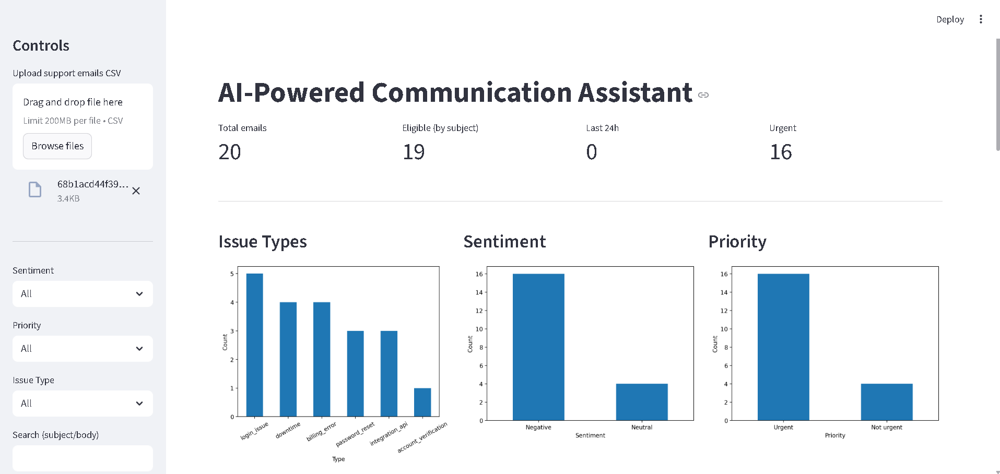 Deploy
Controls
Upload support emails CSV
Drag and drop file here
Limit 200MB per file • CSV
Browse files
68b1acd44f39...
3.4KB
Sentiment
All
Priority
All
Issue Type
All
Search (subject/body)
AI-Powered Communication Assistant
Total emails
20
Eligible (by subject)
19
Last 24h
0
Urgent
16
Issue Types
5
4
3
2
1
0
Count
login_issue
downtime
billing_error
password_reset
integration_api
account_verification
Type
Sentiment
16
14
12
10
8
6
4
2
0
Count
Negative
Neutral
Sentiment
Priority
16
14
12
10
8
6
4
2
0
Count
Urgent
Not urgent
Priority